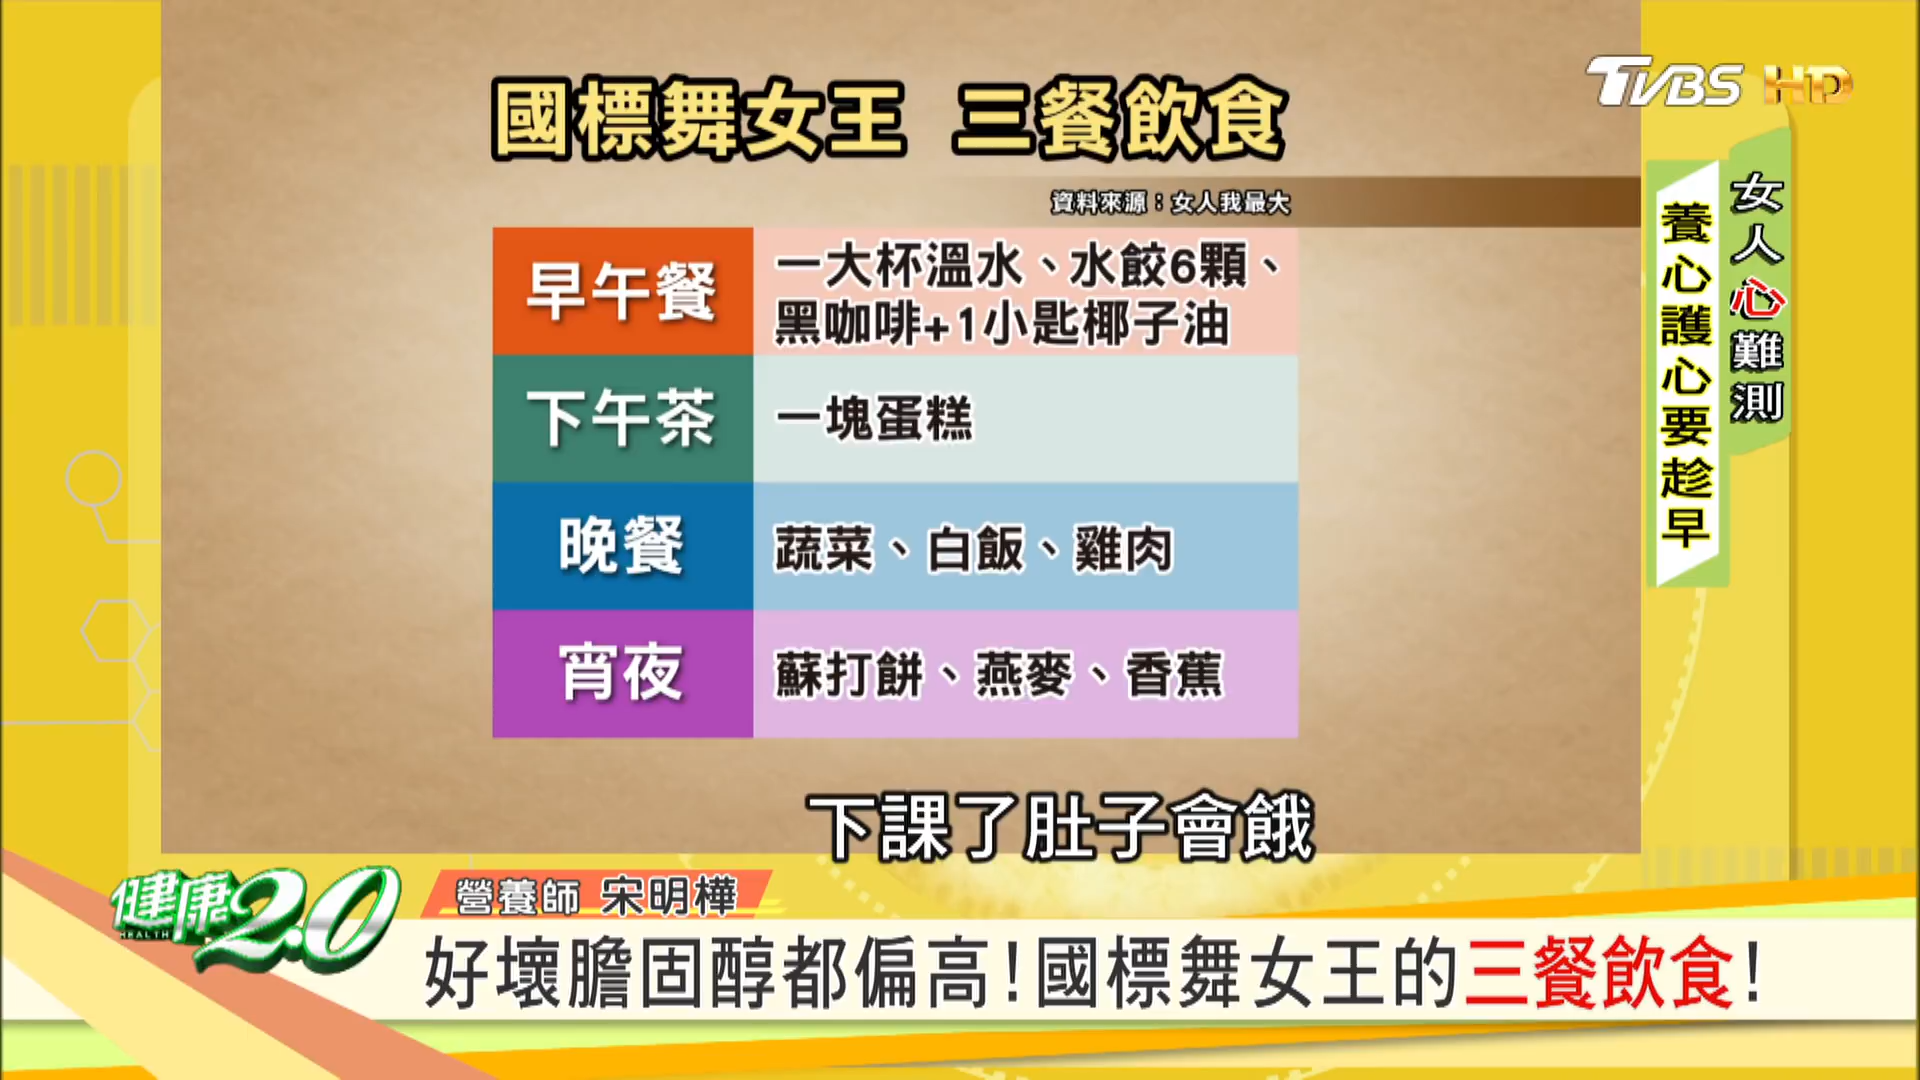 國標舞女王 三餐飲食
資料來源：女人我最大
早午餐
一大杯溫水、水餃6顆、
黑咖啡+1小匙椰子油
下午茶
一塊蛋糕
晚餐
蔬菜、白飯、雞肉
宵夜
蘇打餅、燕麥、香蕉
TVBS HD
女人心難測
養心護心要趁早
下課了肚子會餓
健康2.0
HEALTH
營養師 宋明樺
好壞膽固醇都偏高!國標舞女王的三餐飲食!